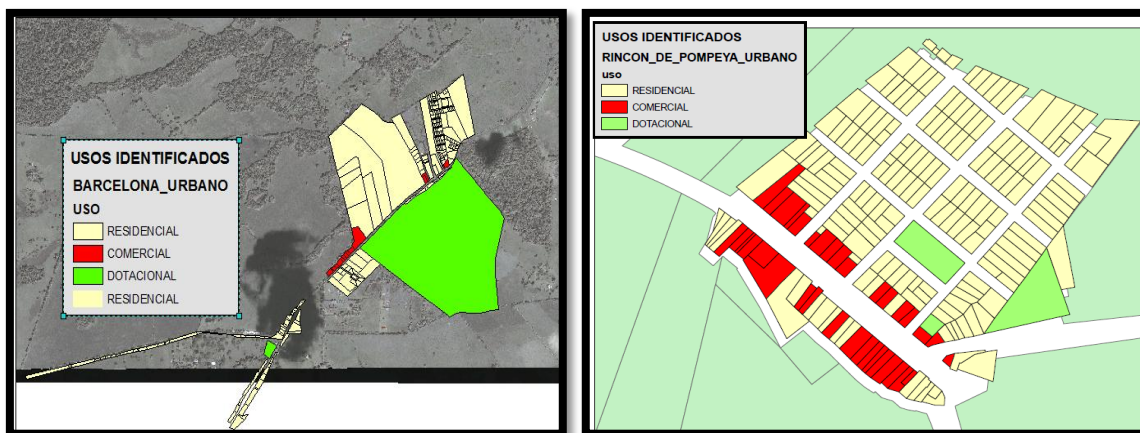 USOS IDENTIFICADOS
BARCELONA_URBANO
USO
RESIDENCIAL
COMERCIAL
DOTACIONAL
RESIDENCIAL
USOS IDENTIFICADOS
RINCON_DE_POMPEYA_URBANO
uso
RESIDENCIAL
COMERCIAL
DOTACIONAL